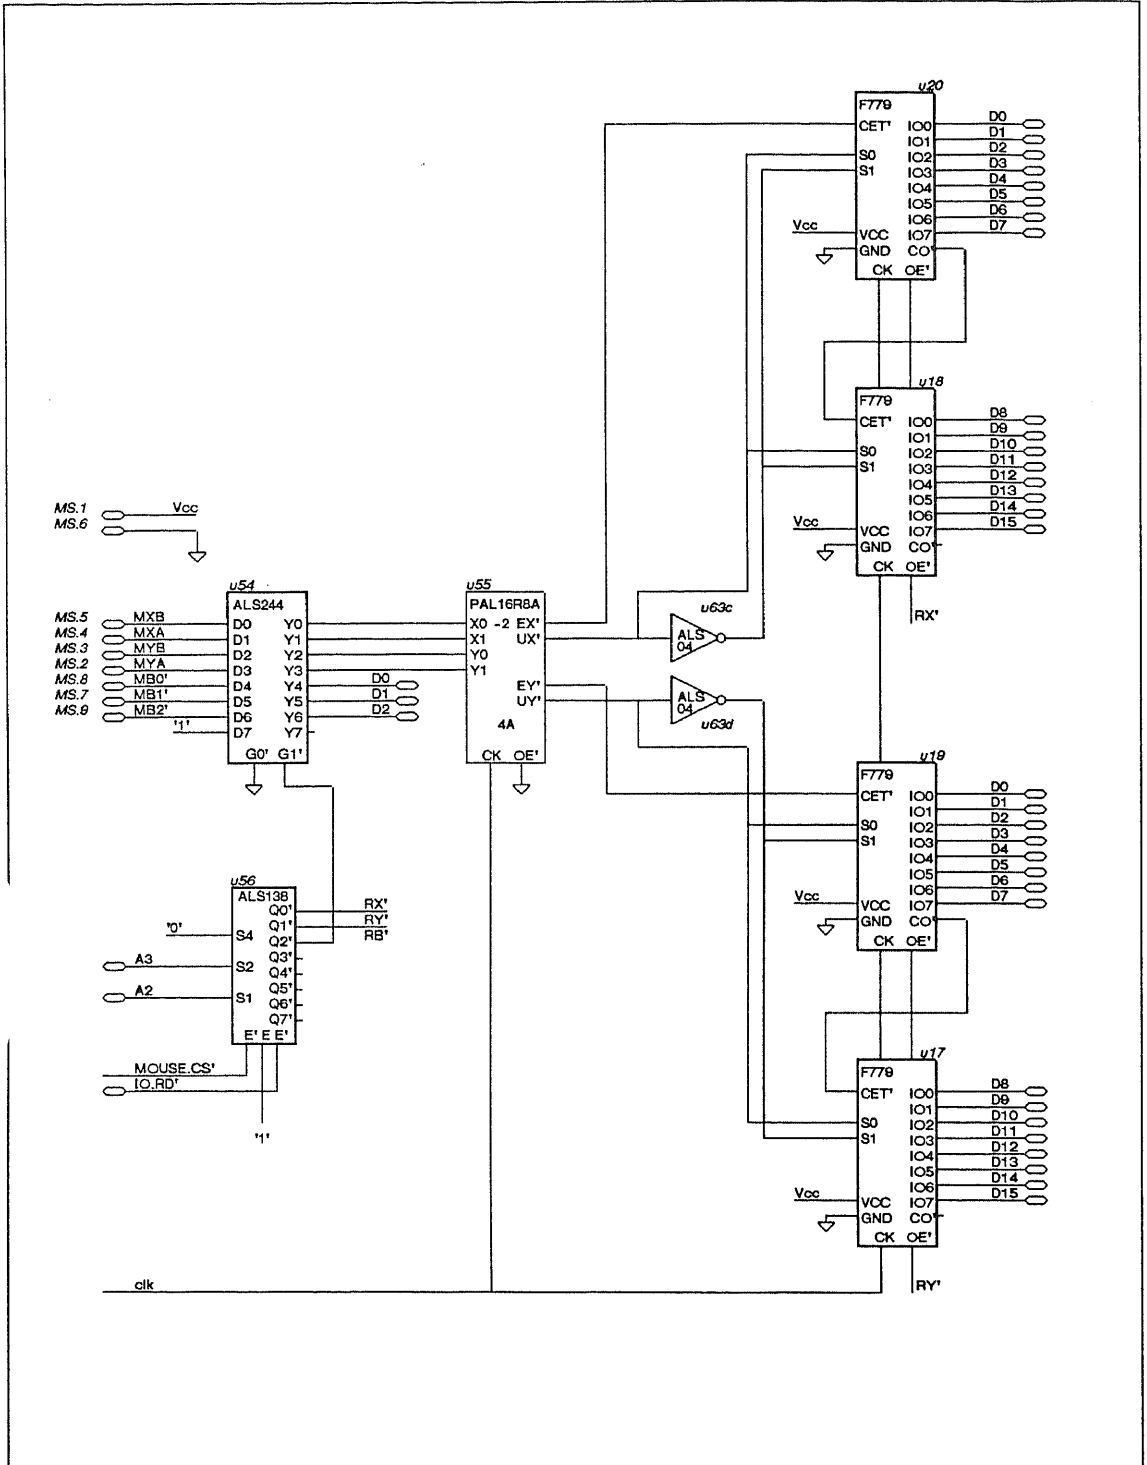 u20
F779
CET' IO0 D0
IO1 D1
S0 IO2 D2
S1 IO3 D3
IO4 D4
IO5 D5
IO6 D6
Vcc VCC IO7 D7
GND CO'
CK OE'
u18
F779
CET' IO0 D8
IO1 D9
S0 IO2 D10
S1 IO3 D11
IO4 D12
IO5 D13
IO6 D14
Vcc VCC IO7 D15
GND CO'
CK OE'
RX'
MS.1 Vcc
MS.6
u54
ALS244
MS.5 MXB D0 Y0
MS.4 MXA D1 Y1
MS.3 MYB D2 Y2
MS.2 MYA D3 Y3
MS.8 MB0' D4 Y4 D0
MS.7 MB1' D5 Y5 D1
MS.9 MB2' D6 Y6 D2
'1' D7 Y7
G0' G1'
u55
PAL16R8A
X0 -2 EX'
X1 UX'
Y0
Y1
EY'
UY'
4A
CK OE'
u63c
ALS
04
ALS
04
u63d
u19
F779
CET' IO0 D0
IO1 D1
S0 IO2 D2
S1 IO3 D3
IO4 D4
IO5 D5
IO6 D6
Vcc VCC IO7 D7
GND CO'
CK OE'
u56
ALS138
Q0' RX'
Q1' RY'
'0' S4 Q2' RB'
Q3'
A3 S2 Q4'
Q5'
A2 S1 Q6'
Q7'
E' E E'
MOUSE.CS'
IO.RD'
'1'
u17
F779
CET' IO0 D8
IO1 D9
S0 IO2 D10
S1 IO3 D11
IO4 D12
IO5 D13
IO6 D14
Vcc VCC IO7 D15
GND CO'
CK OE'
clk
RY'